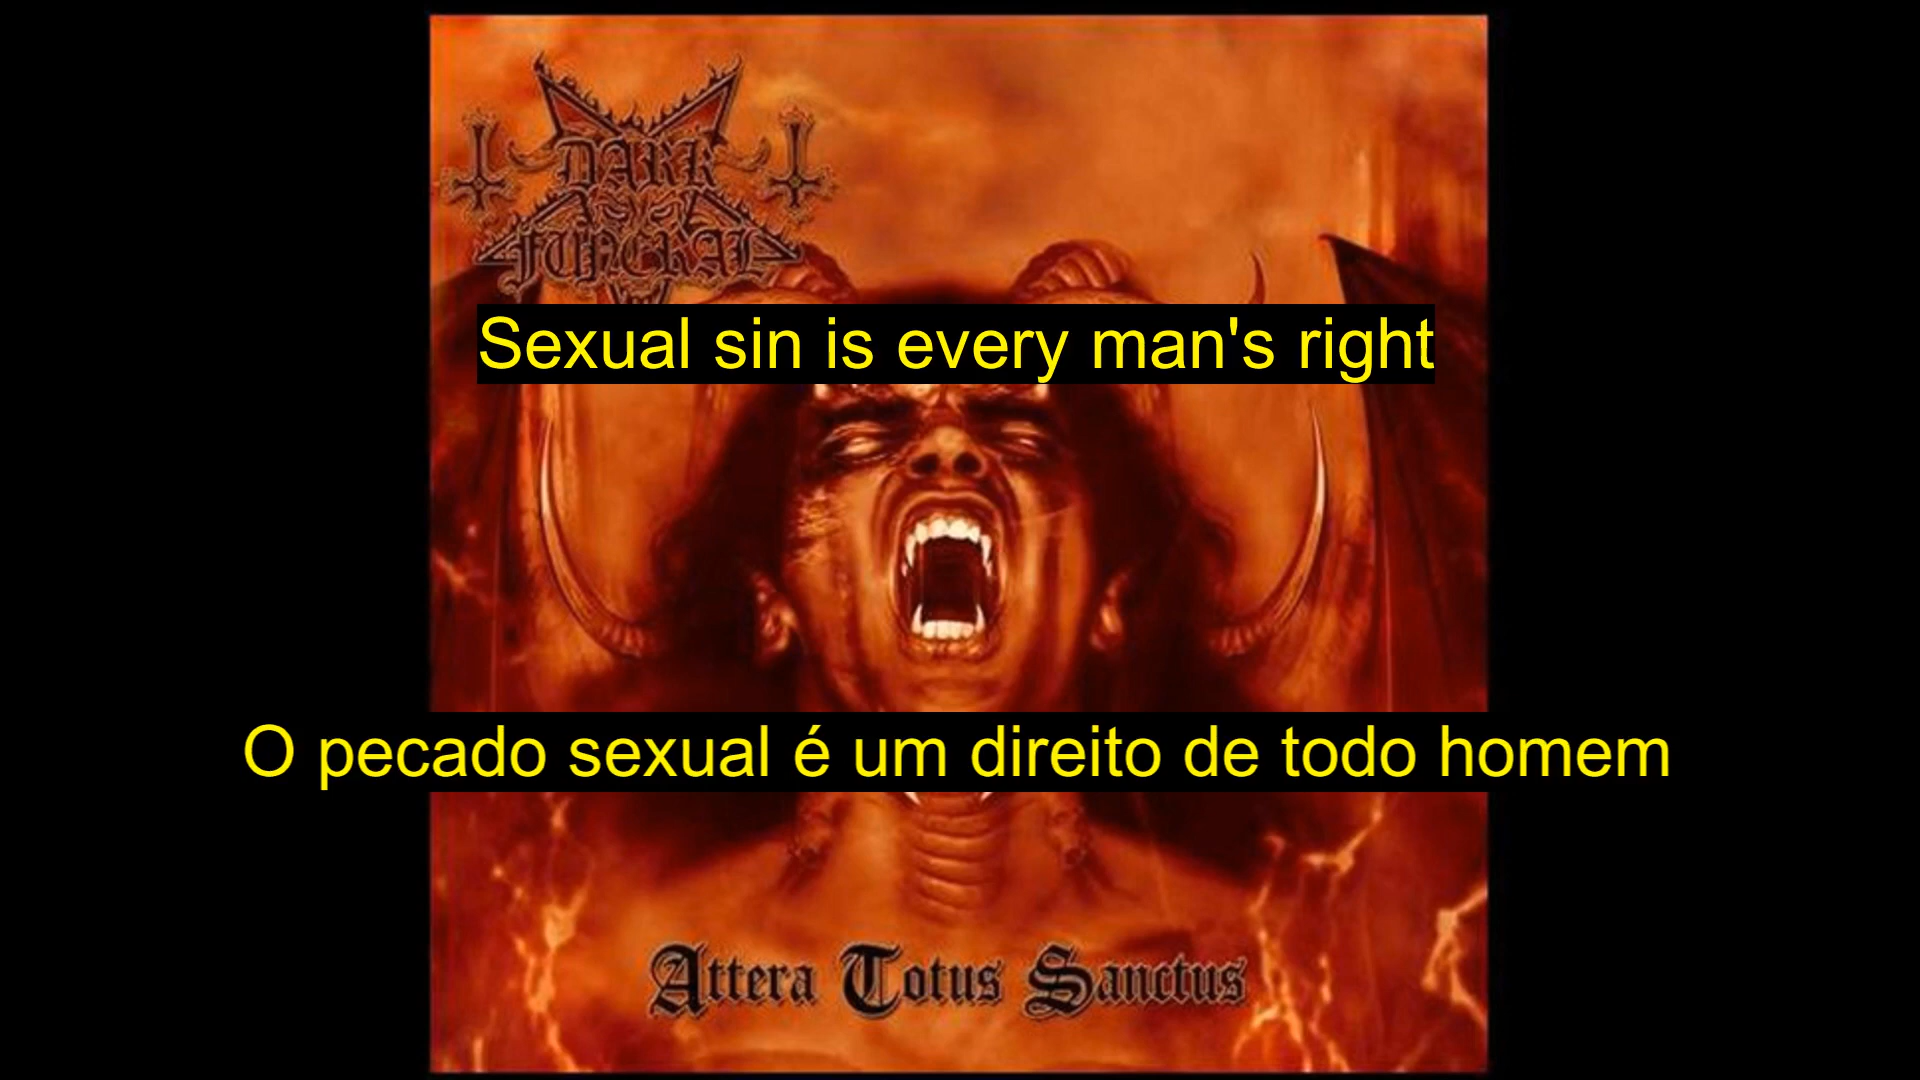 DARK
FUNERAL
Sexual sin is every man's right
O pecado sexual é um direito de todo homem
Attera Totus Sanctus